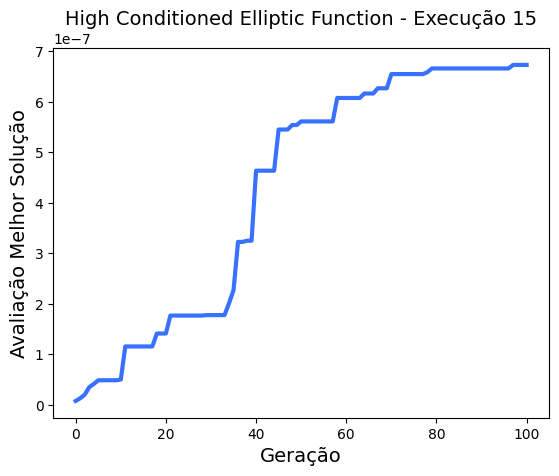 High Conditioned Elliptic Function - Execução 15
1e−7
7
6
5
4
3
2
1
0
Avaliação Melhor Solução
0 20 40 60 80 100
Geração